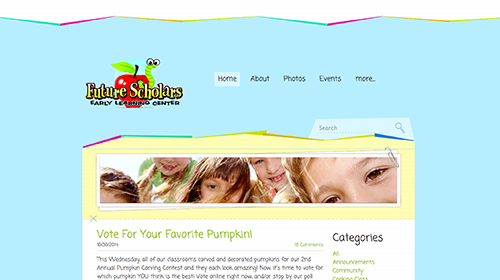 Future Scholars
EARLY LEARNING CENTER
Home About Photos Events more...
Search
Vote For Your Favorite Pumpkin!
10/30/2014 18 Comments
This Wednesday, all of our classrooms carved and decorated pumpkins for our 2nd
Annual Pumpkin Carving Contest and they each look amazing! Now it's time to vote for
which pumpkin YOU think is the best! Vote online right now, and/or stop by our poll
Categories
All
Announcements
Community
Cooking Class